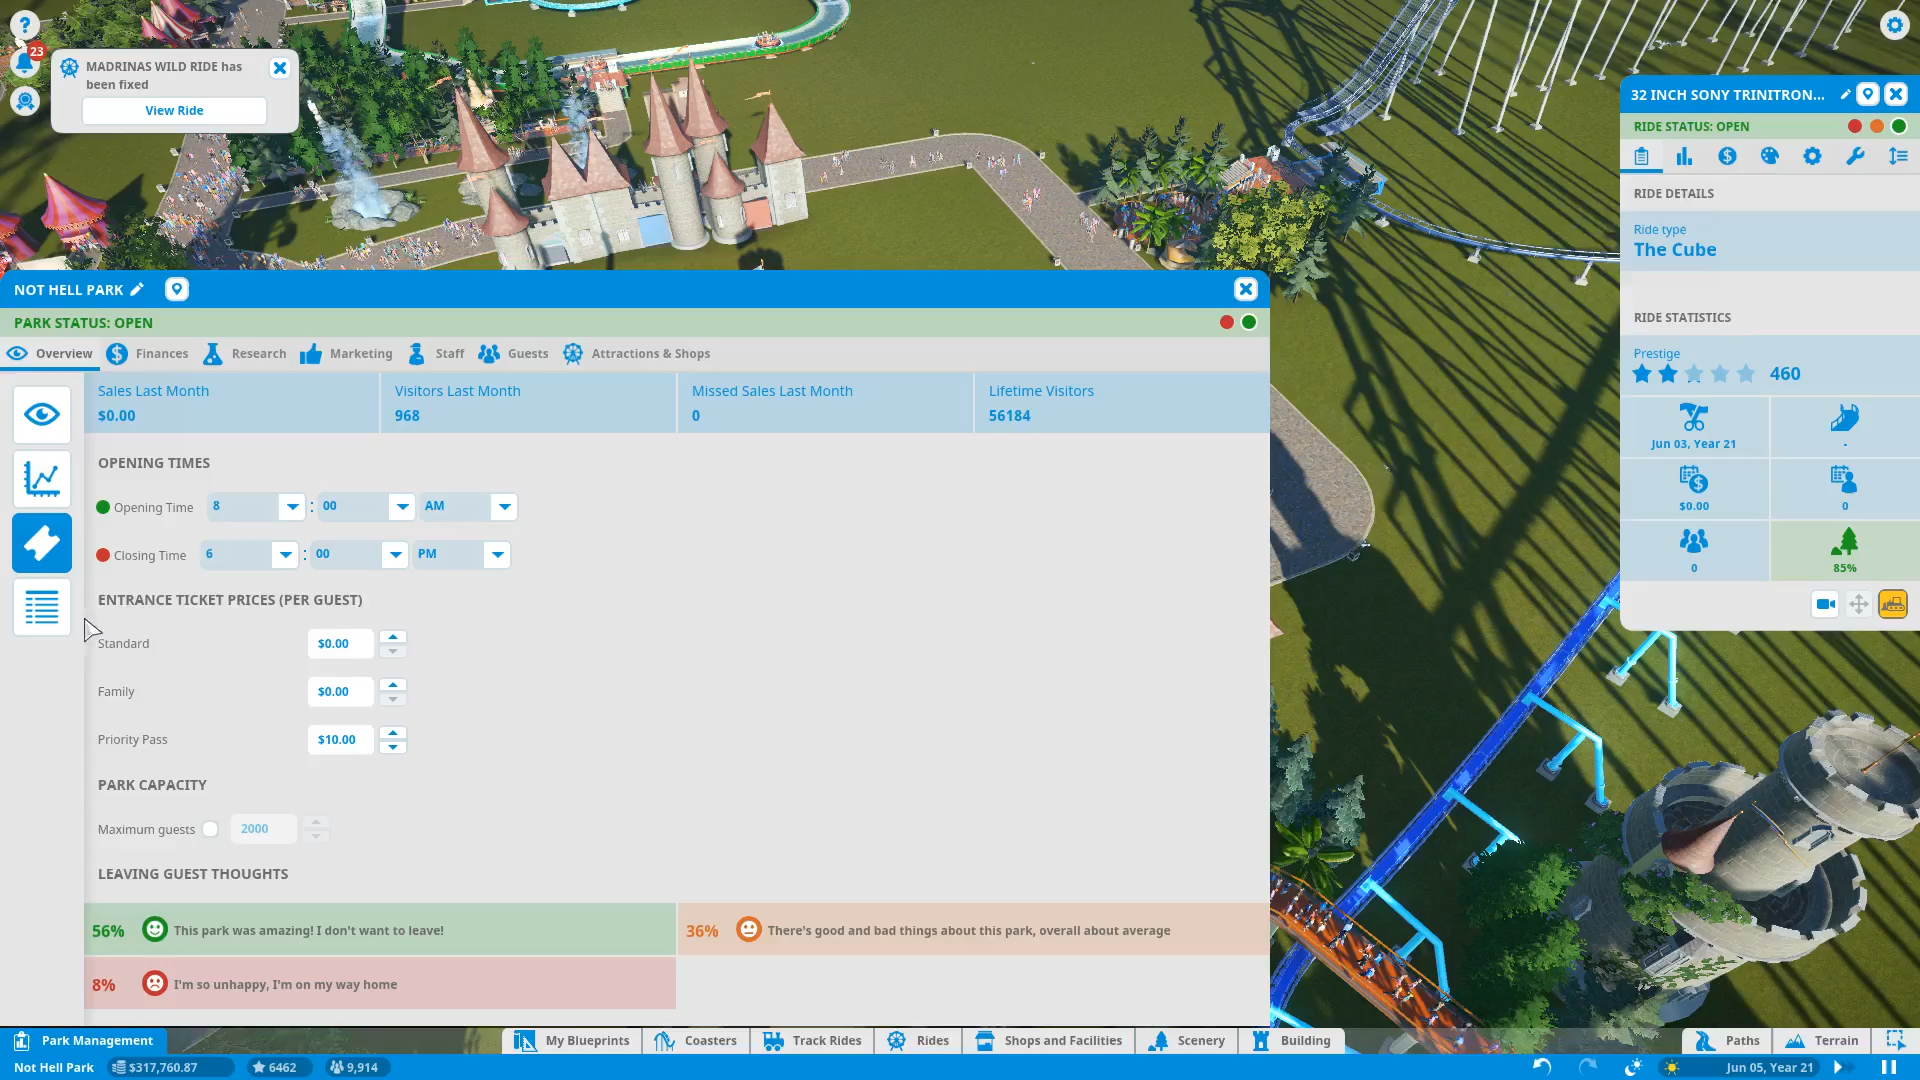 ?
23
MADRINAS WILD RIDE has
been fixed
View Ride
32 INCH SONY TRINITRON...
RIDE STATUS: OPEN
RIDE DETAILS
Ride type
The Cube
RIDE STATISTICS
Prestige
460
Jun 03, Year 21
-
$0.00
0
0
85%
NOT HELL PARK
PARK STATUS: OPEN
Overview
Finances
Research
Marketing
Staff
Guests
Attractions & Shops
Sales Last Month
$0.00
Visitors Last Month
968
Missed Sales Last Month
0
Lifetime Visitors
56184
OPENING TIMES
Opening Time 8 : 00 AM
Closing Time 6 : 00 PM
ENTRANCE TICKET PRICES (PER GUEST)
Standard $0.00
Family $0.00
Priority Pass $10.00
PARK CAPACITY
Maximum guests 2000
LEAVING GUEST THOUGHTS
56% This park was amazing! I don't want to leave!
36% There's good and bad things about this park, overall about average
8% I'm so unhappy, I'm on my way home
Park Management
My Blueprints
Coasters
Track Rides
Rides
Shops and Facilities
Scenery
Building
Paths
Terrain
Not Hell Park
$317,760.87
6462
9,914
Jun 05, Year 21